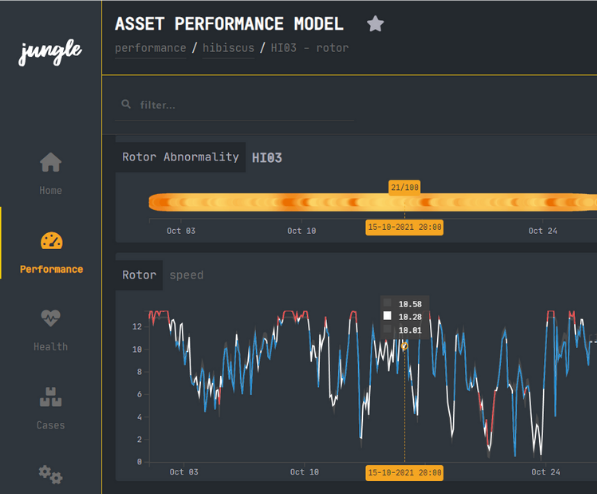 jungle
ASSET PERFORMANCE MODEL
performance / hibiscus / HI03 - rotor
filter...
Home
Performance
Health
Cases
Rotor Abnormality HI03
21/100
Oct 03 Oct 10 15-10-2021 20:00 Oct 24
Rotor speed
10.58
10.28
10.01
12
10
8
6
4
2
0
Oct 03 Oct 10 15-10-2021 20:00 Oct 24